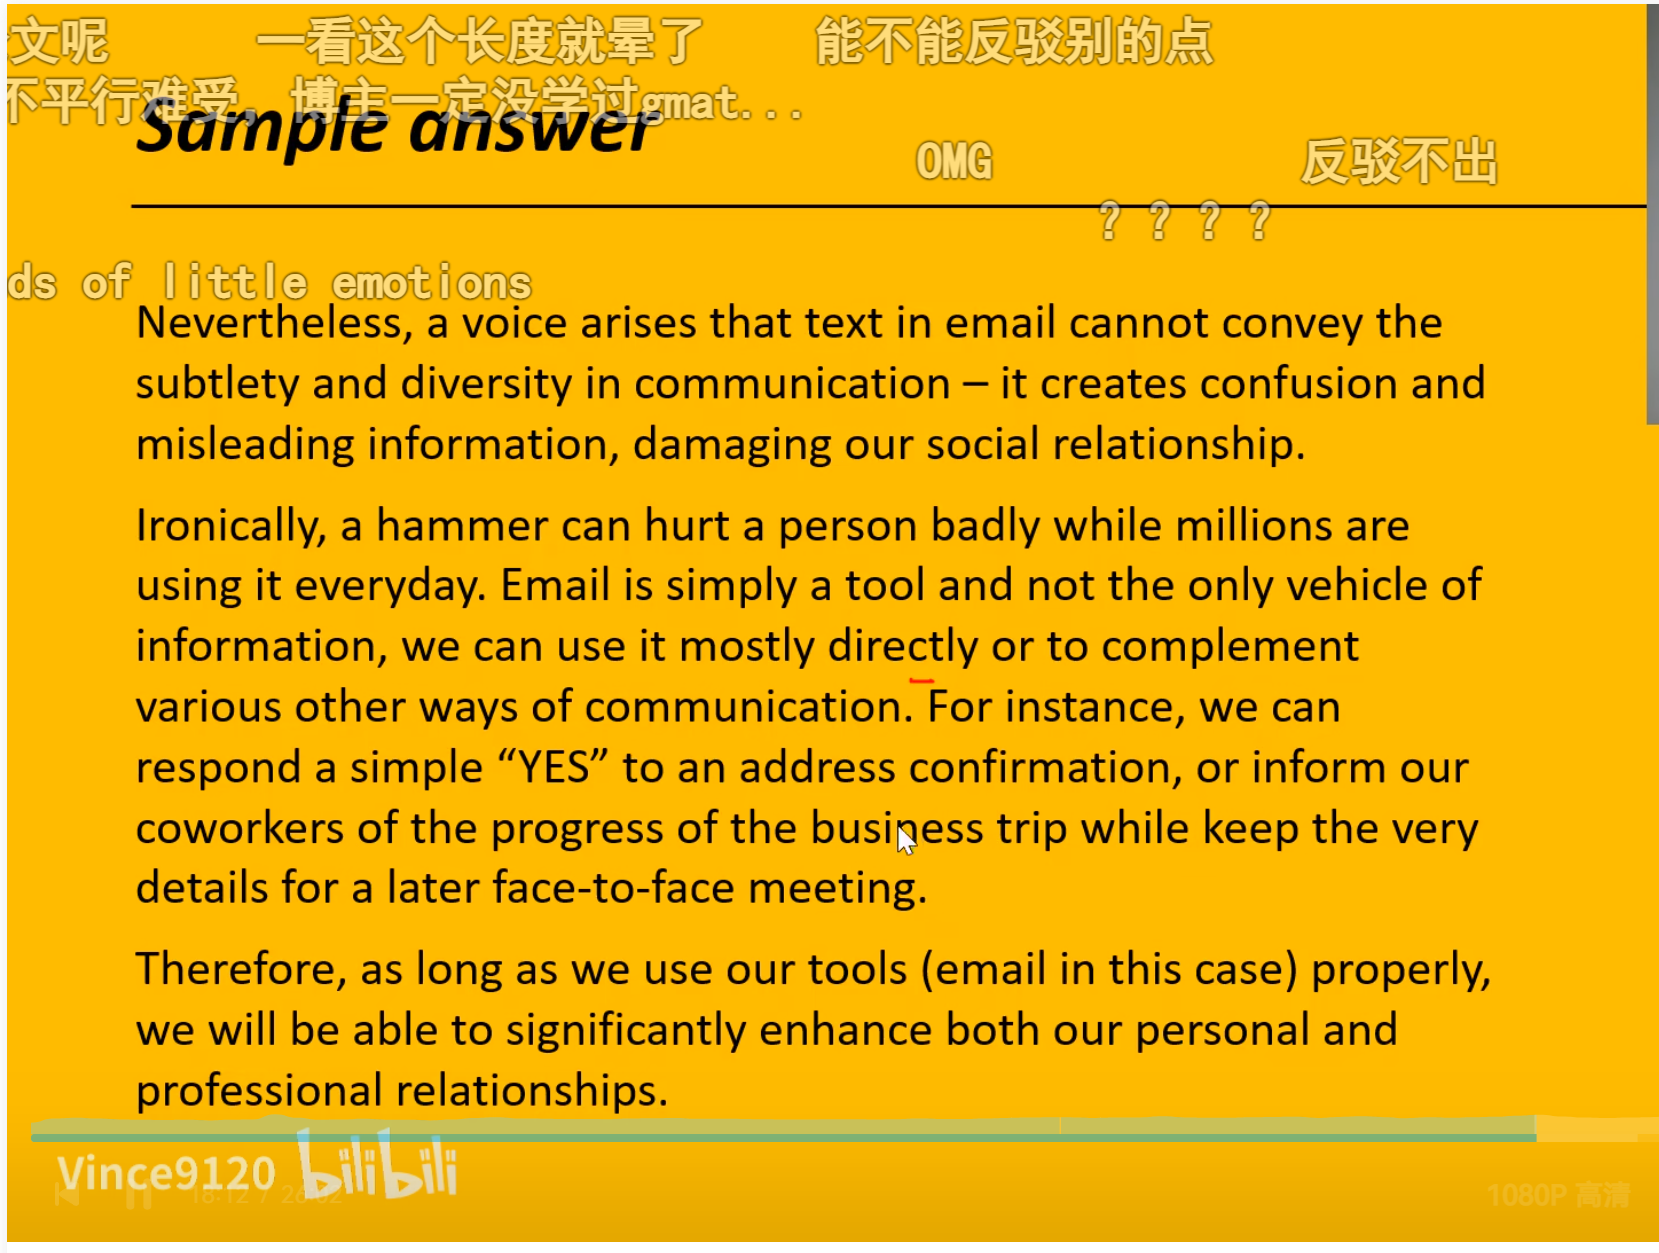 文呢 一看这个长度就晕了 能不能反驳别的点
不平行难受，博主一定没学过gmat...
Sample answer
OMG 反驳不出
？？？？
ds of little emotions
Nevertheless, a voice arises that text in email cannot convey the
subtlety and diversity in communication – it creates confusion and
misleading information, damaging our social relationship.
Ironically, a hammer can hurt a person badly while millions are
using it everyday. Email is simply a tool and not the only vehicle of
information, we can use it mostly directly or to complement
various other ways of communication. For instance, we can
respond a simple “YES” to an address confirmation, or inform our
coworkers of the progress of the business trip while keep the very
details for a later face-to-face meeting.
Therefore, as long as we use our tools (email in this case) properly,
we will be able to significantly enhance both our personal and
professional relationships.
Vince9120 bilibili
18:12 / 26:02
1080P 高清